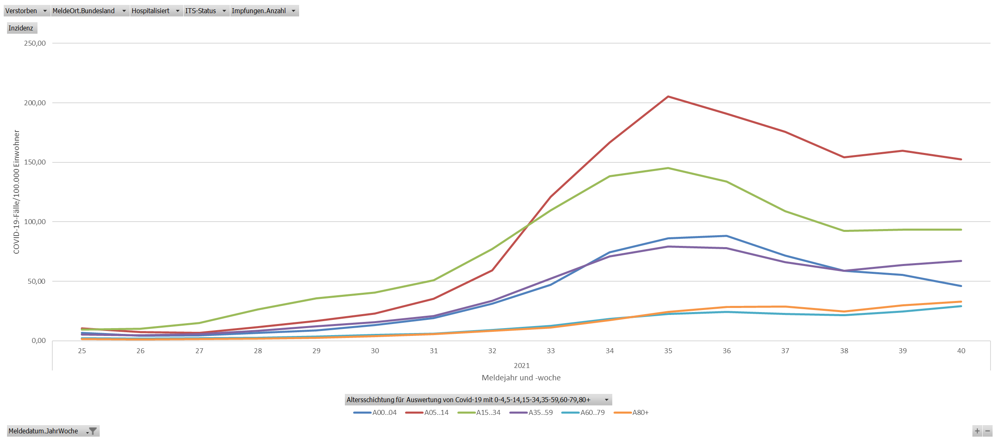 Verstorben MeldeOrt.Bundesland Hospitalisiert ITS-Status Impfungen.Anzahl
Inzidenz
250,00
200,00
150,00
100,00
50,00
0,00
COVID-19-Fälle/100.000 Einwohner
25 26 27 28 29 30 31 32 33 34 35 36 37 38 39 40
2021
Meldejahr und -woche
Altersschichtung für Auswertung von Covid-19 mit 0-4,5-14,15-34,35-59,60-79,80+
A00..04 A05..14 A15..34 A35..59 A60..79 A80+
Meldedatum.JahrWoche + −